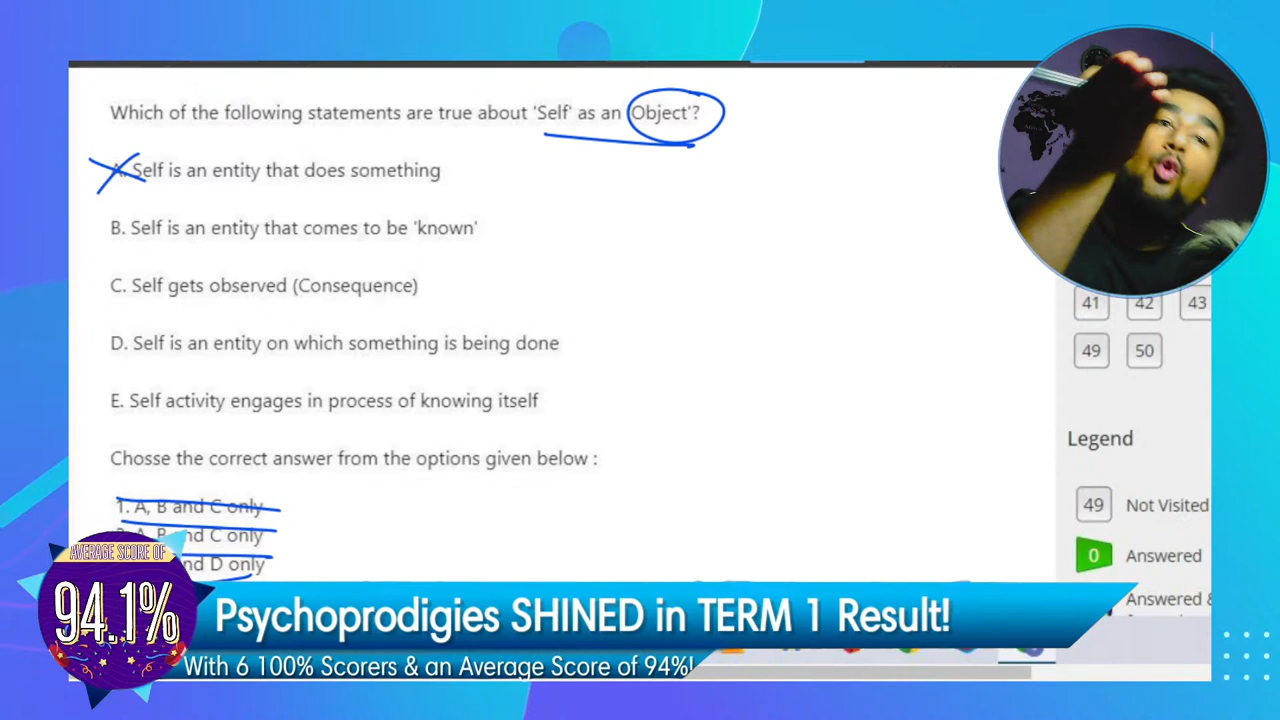 Which of the following statements are true about 'Self' as an Object'?
A. Self is an entity that does something
B. Self is an entity that comes to be 'known'
C. Self gets observed (Consequence)
D. Self is an entity on which something is being done
E. Self activity engages in process of knowing itself
Chosse the correct answer from the options given below :
1. A, B and C only
and C only
and D only
41 42 43
49 50
Legend
49 Not Visited
0 Answered
Answered &
AVERAGE SCORE OF
94.1%
Psychoprodigies SHINED in TERM 1 Result!
With 6 100% Scorers & an Average Score of 94%!